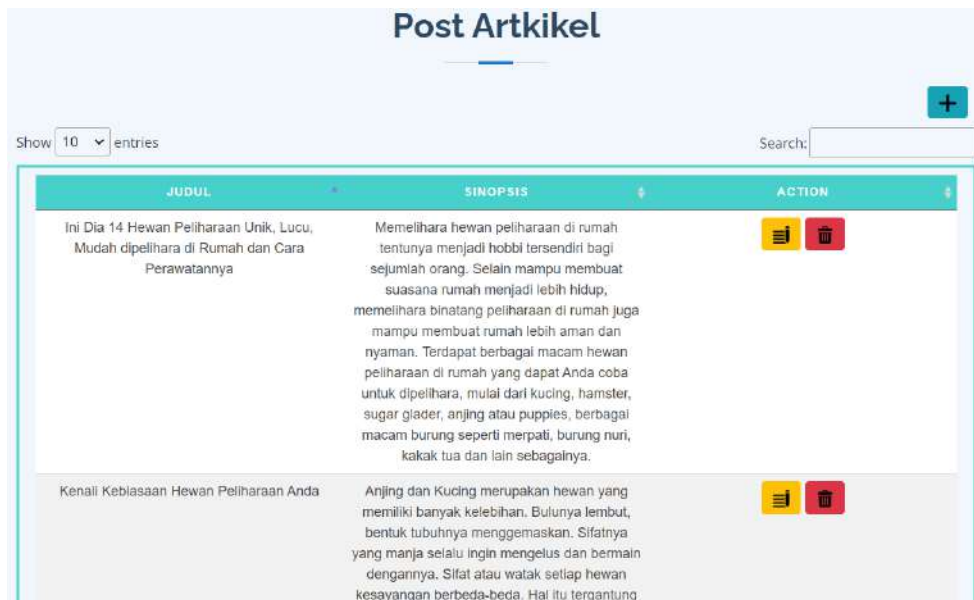 Post Artkikel
Show 10 entries
Search:
JUDUL SINOPSIS ACTION
Ini Dia 14 Hewan Peliharaan Unik, Lucu,
Mudah dipelihara di Rumah dan Cara
Perawatannya
Memelihara hewan peliharaan di rumah
tentunya menjadi hobbi tersendiri bagi
sejumlah orang. Selain mampu membuat
suasana rumah menjadi lebih hidup,
memelihara binatang peliharaan di rumah juga
mampu membuat rumah lebih aman dan
nyaman. Terdapat berbagai macam hewan
peliharaan di rumah yang dapat Anda coba
untuk dipelihara, mulai dari kucing, hamster,
sugar glader, anjing atau puppies, berbagai
macam burung seperti merpati, burung nuri,
kakak tua dan lain sebagainya.
Kenali Kebiasaan Hewan Peliharaan Anda
Anjing dan Kucing merupakan hewan yang
memiliki banyak kelebihan. Bulunya lembut,
bentuk tubuhnya menggemaskan. Sifatnya
yang manja selalu ingin mengelus dan bermain
dengannya. Sifat atau watak setiap hewan
kesayangan berbeda-beda. Hal itu tergantung